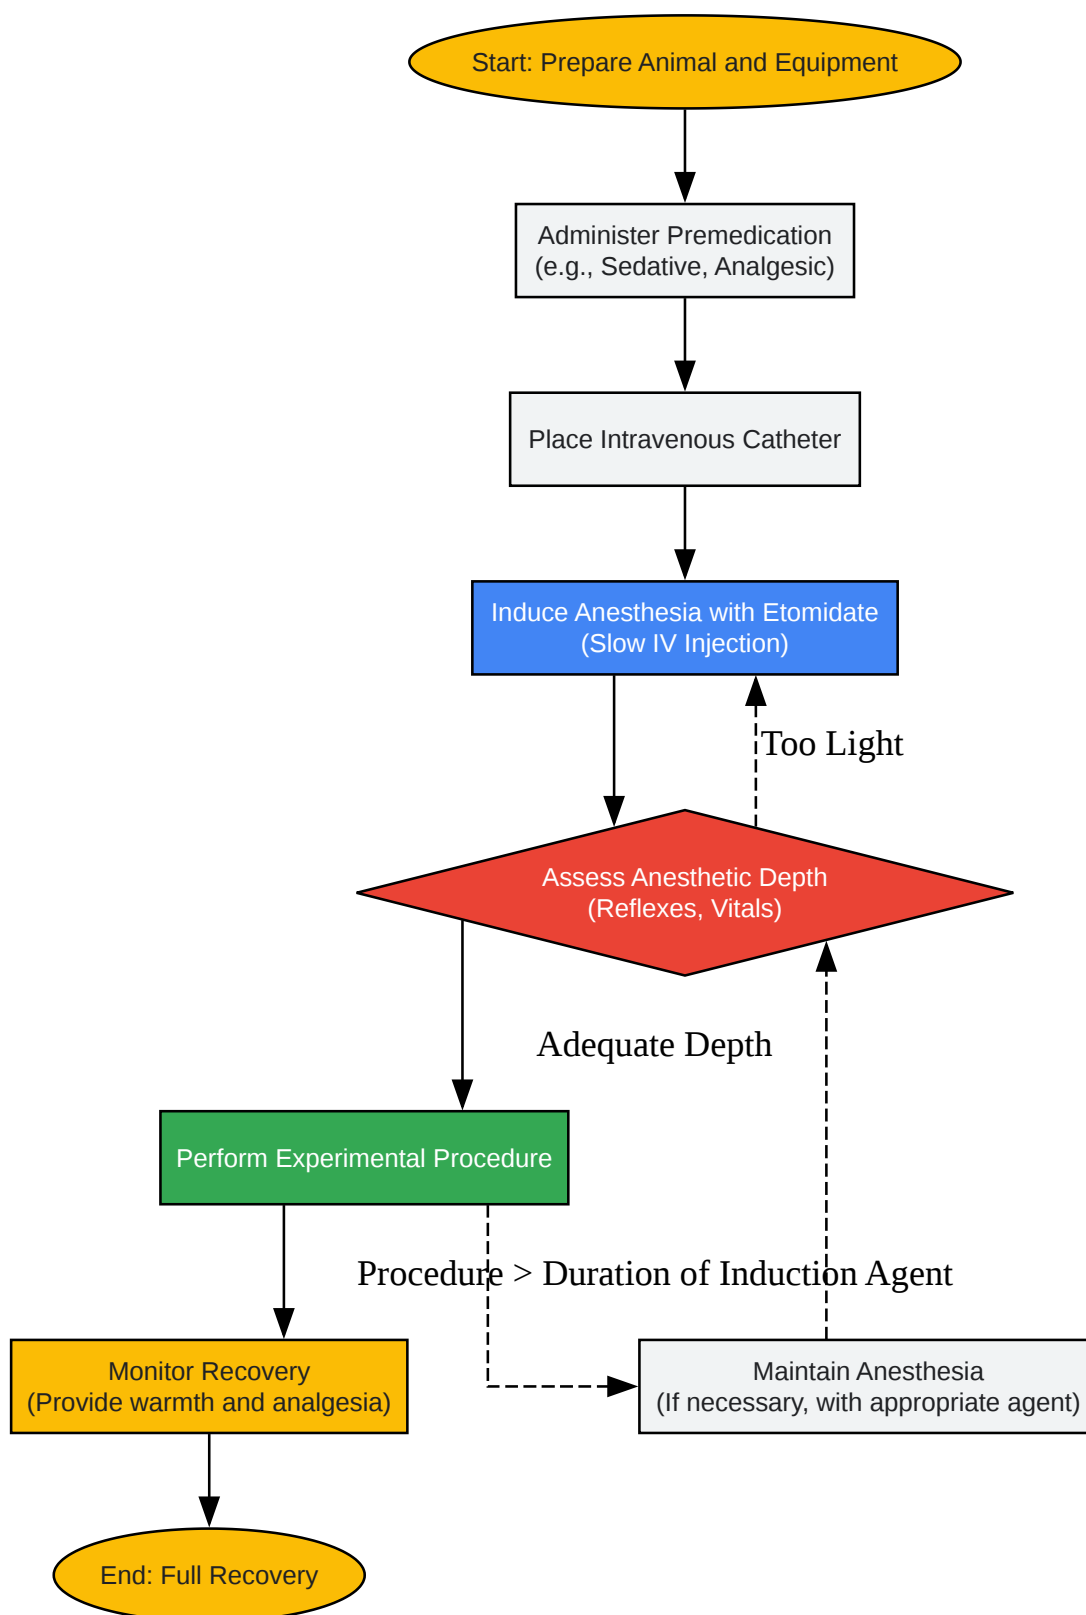 Start: Prepare Animal and Equipment
Administer Premedication
(e.g., Sedative, Analgesic)
Place Intravenous Catheter
Induce Anesthesia with Etomidate
(Slow IV Injection)
Too Light
Assess Anesthetic Depth
(Reflexes, Vitals)
Adequate Depth
Perform Experimental Procedure
Procedure > Duration of Induction Agent
Monitor Recovery
(Provide warmth and analgesia)
Maintain Anesthesia
(If necessary, with appropriate agent)
End: Full Recovery